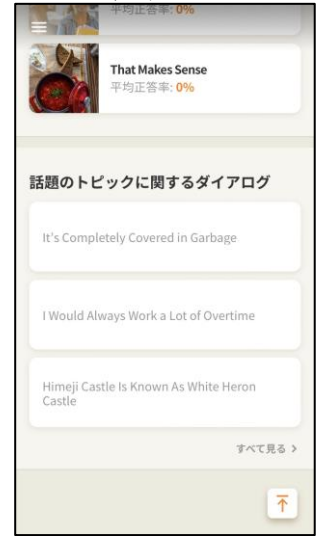 平均正答率: 0%
That Makes Sense
平均正答率: 0%
話題のトピックに関するダイアログ
It's Completely Covered in Garbage
I Would Always Work a Lot of Overtime
Himeji Castle Is Known As White Heron
Castle
すべて見る >